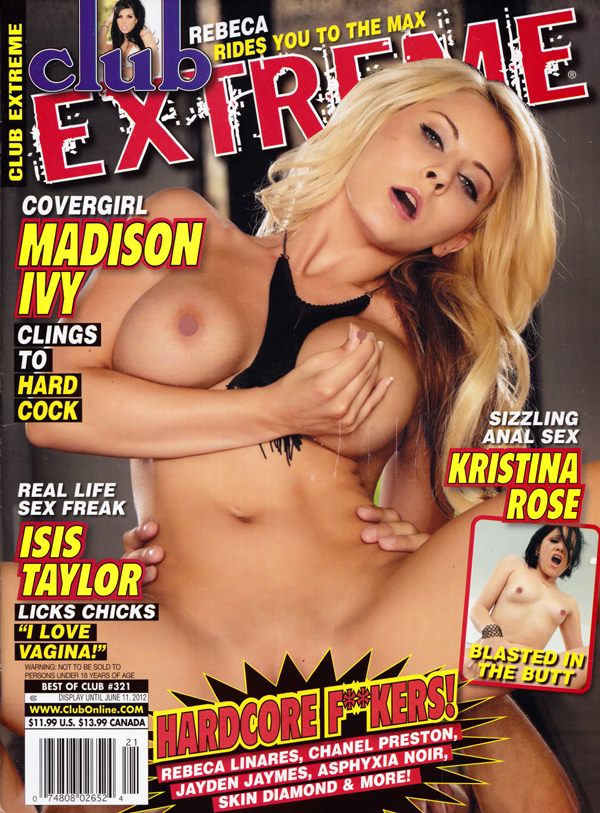 CLUB EXTREME
REBECA
RIDES YOU TO THE MAX
club
EXTREME®
COVERGIRL
MADISON
IVY
CLINGS
TO
HARD
COCK
SIZZLING
ANAL SEX
KRISTINA
ROSE
BLASTED IN
THE BUTT
REAL LIFE
SEX FREAK
ISIS
TAYLOR
LICKS CHICKS
"I LOVE
VAGINA!"
WARNING: NOT TO BE SOLD TO
PERSONS UNDER 18 YEARS OF AGE
BEST OF CLUB #321
DISPLAY UNTIL JUNE 11, 2012
www.ClubOnline.com
$11.99 U.S. $13.99 CANADA
21
0 74808 02652 4
HARDCORE F**KERS!
REBECA LINARES, CHANEL PRESTON,
JAYDEN JAYMES, ASPHYXIA NOIR,
SKIN DIAMOND & MORE!